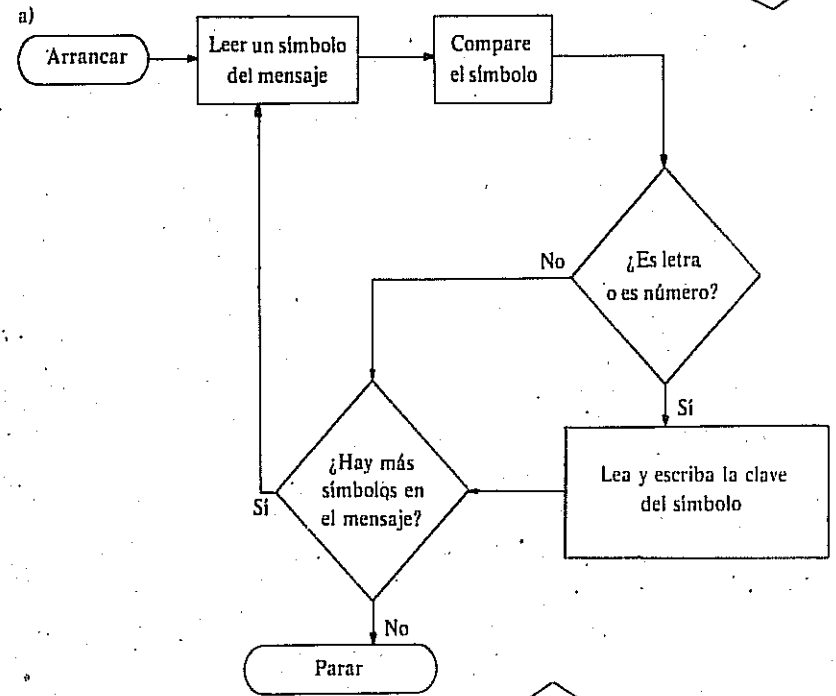 a)
Arrancar
Leer un símbolo
del mensaje
Compare
el símbolo
¿Es letra
o es número?
No
Sí
Lea y escriba la clave
del símbolo
¿Hay más
símbolos en
el mensaje?
Sí
No
Parar